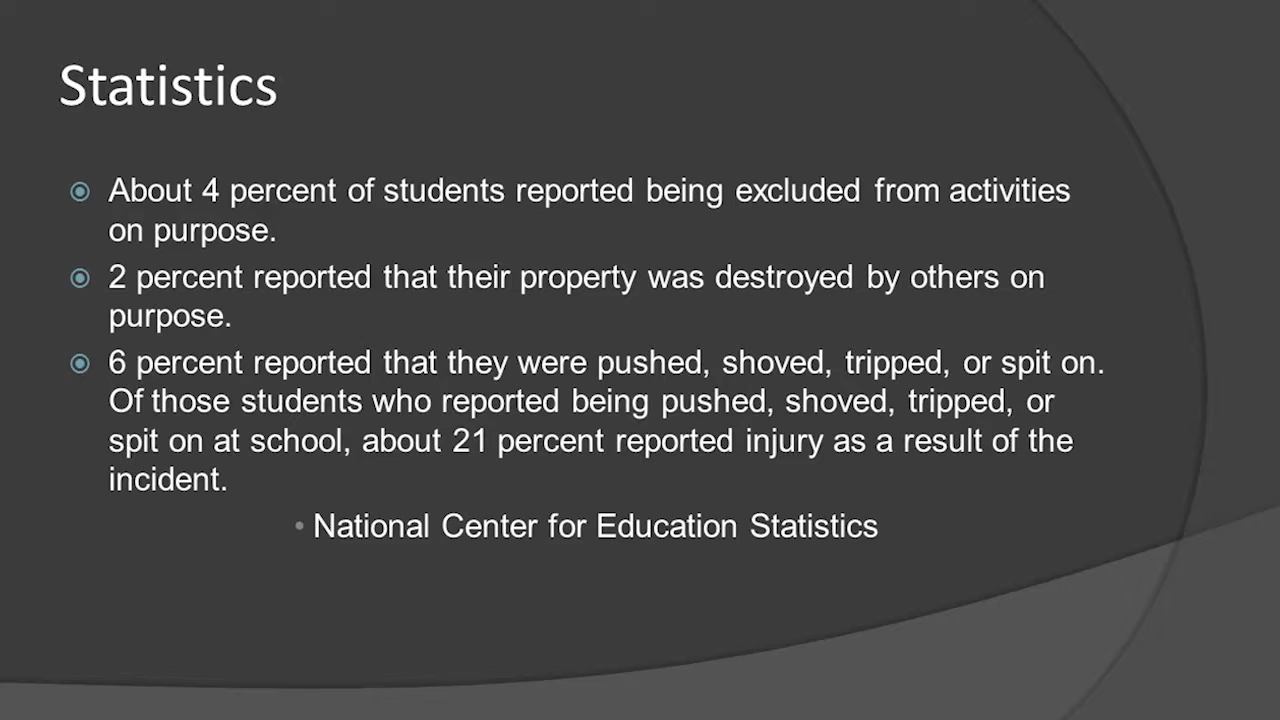 Statistics
About 4 percent of students reported being excluded from activities
on purpose.
2 percent reported that their property was destroyed by others on
purpose.
6 percent reported that they were pushed, shoved, tripped, or spit on.
Of those students who reported being pushed, shoved, tripped, or
spit on at school, about 21 percent reported injury as a result of the
incident.
• National Center for Education Statistics